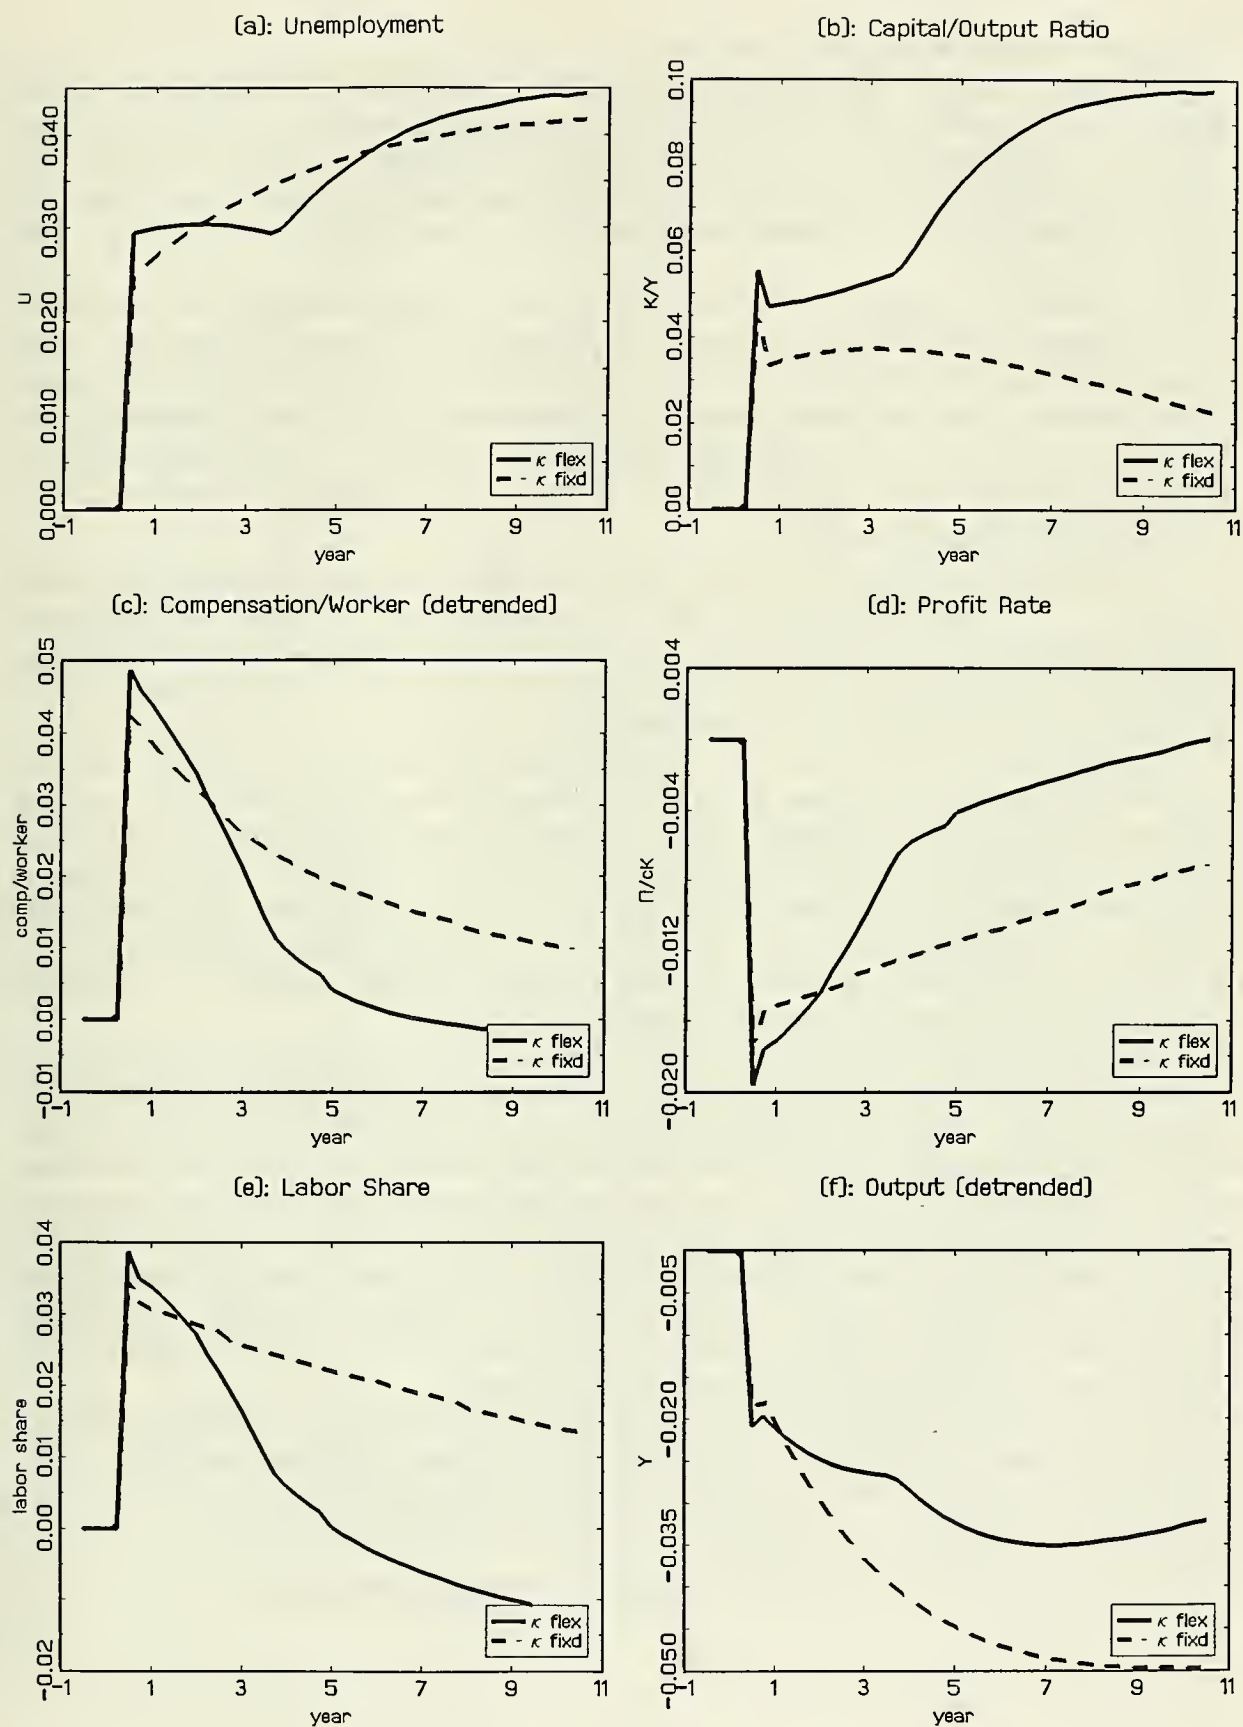 (a): Unemployment
(b): Capital/Output Ratio
U
0.000 0.010 0.020 0.030 0.040
-1 1 3 5 7 9 11
year
κ flex
κ fixd
K/Y
0.00 0.02 0.04 0.06 0.08 0.10
-1 1 3 5 7 9 11
year
κ flex
κ fixd
(c): Compensation/Worker (detrended)
(d): Profit Rate
comp/worker
-0.01 0.00 0.01 0.02 0.03 0.04 0.05
-1 1 3 5 7 9 11
year
κ flex
κ fixd
Π/cK
-0.020 -0.012 -0.004 0.004
-1 1 3 5 7 9 11
year
κ flex
κ fixd
(e): Labor Share
(f): Output (detrended)
labor share
-0.02 0.00 0.01 0.02 0.03 0.04
-1 1 3 5 7 9 11
year
κ flex
κ fixd
Y
-0.050 -0.035 -0.020 -0.005
-1 1 3 5 7 9 11
year
κ flex
κ fixd